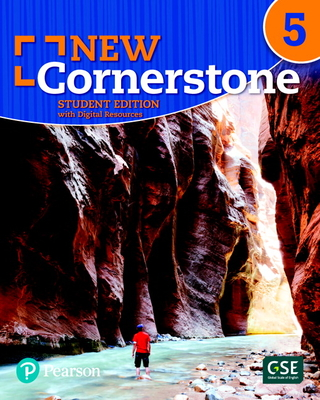 5
NEW
Cornerstone
STUDENT EDITION
with Digital Resources
Pearson
GSE
Global Scale of English